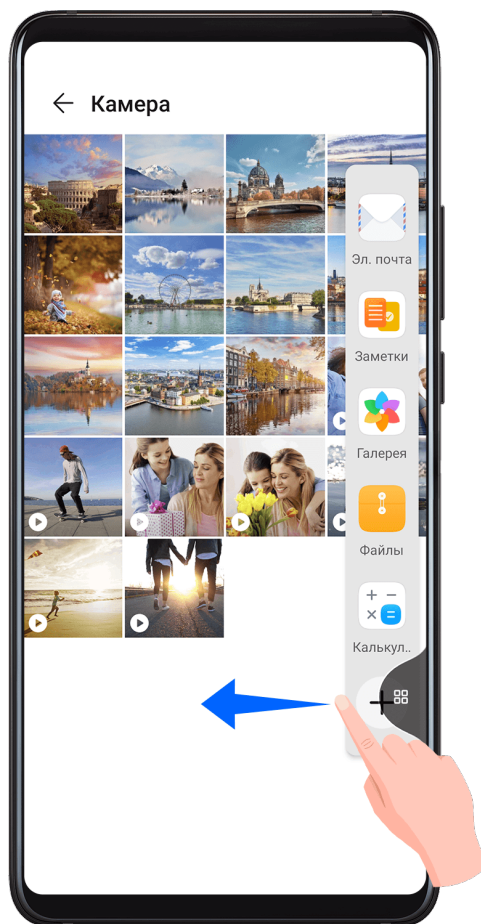 Камера
Эл. почта
Заметки
Галерея
Файлы
Калькул..